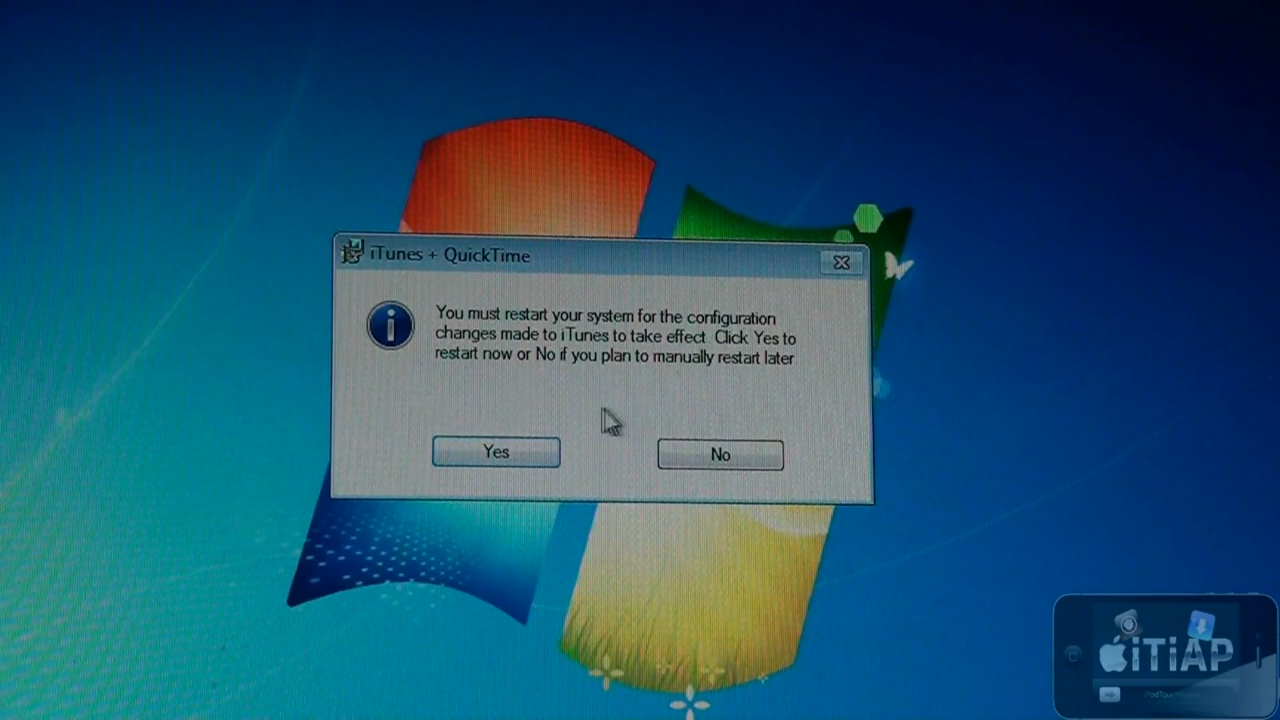 iTunes + QuickTime
You must restart your system for the configuration
changes made to iTunes to take effect. Click Yes to
restart now or No if you plan to manually restart later
Yes
No
iTiAP